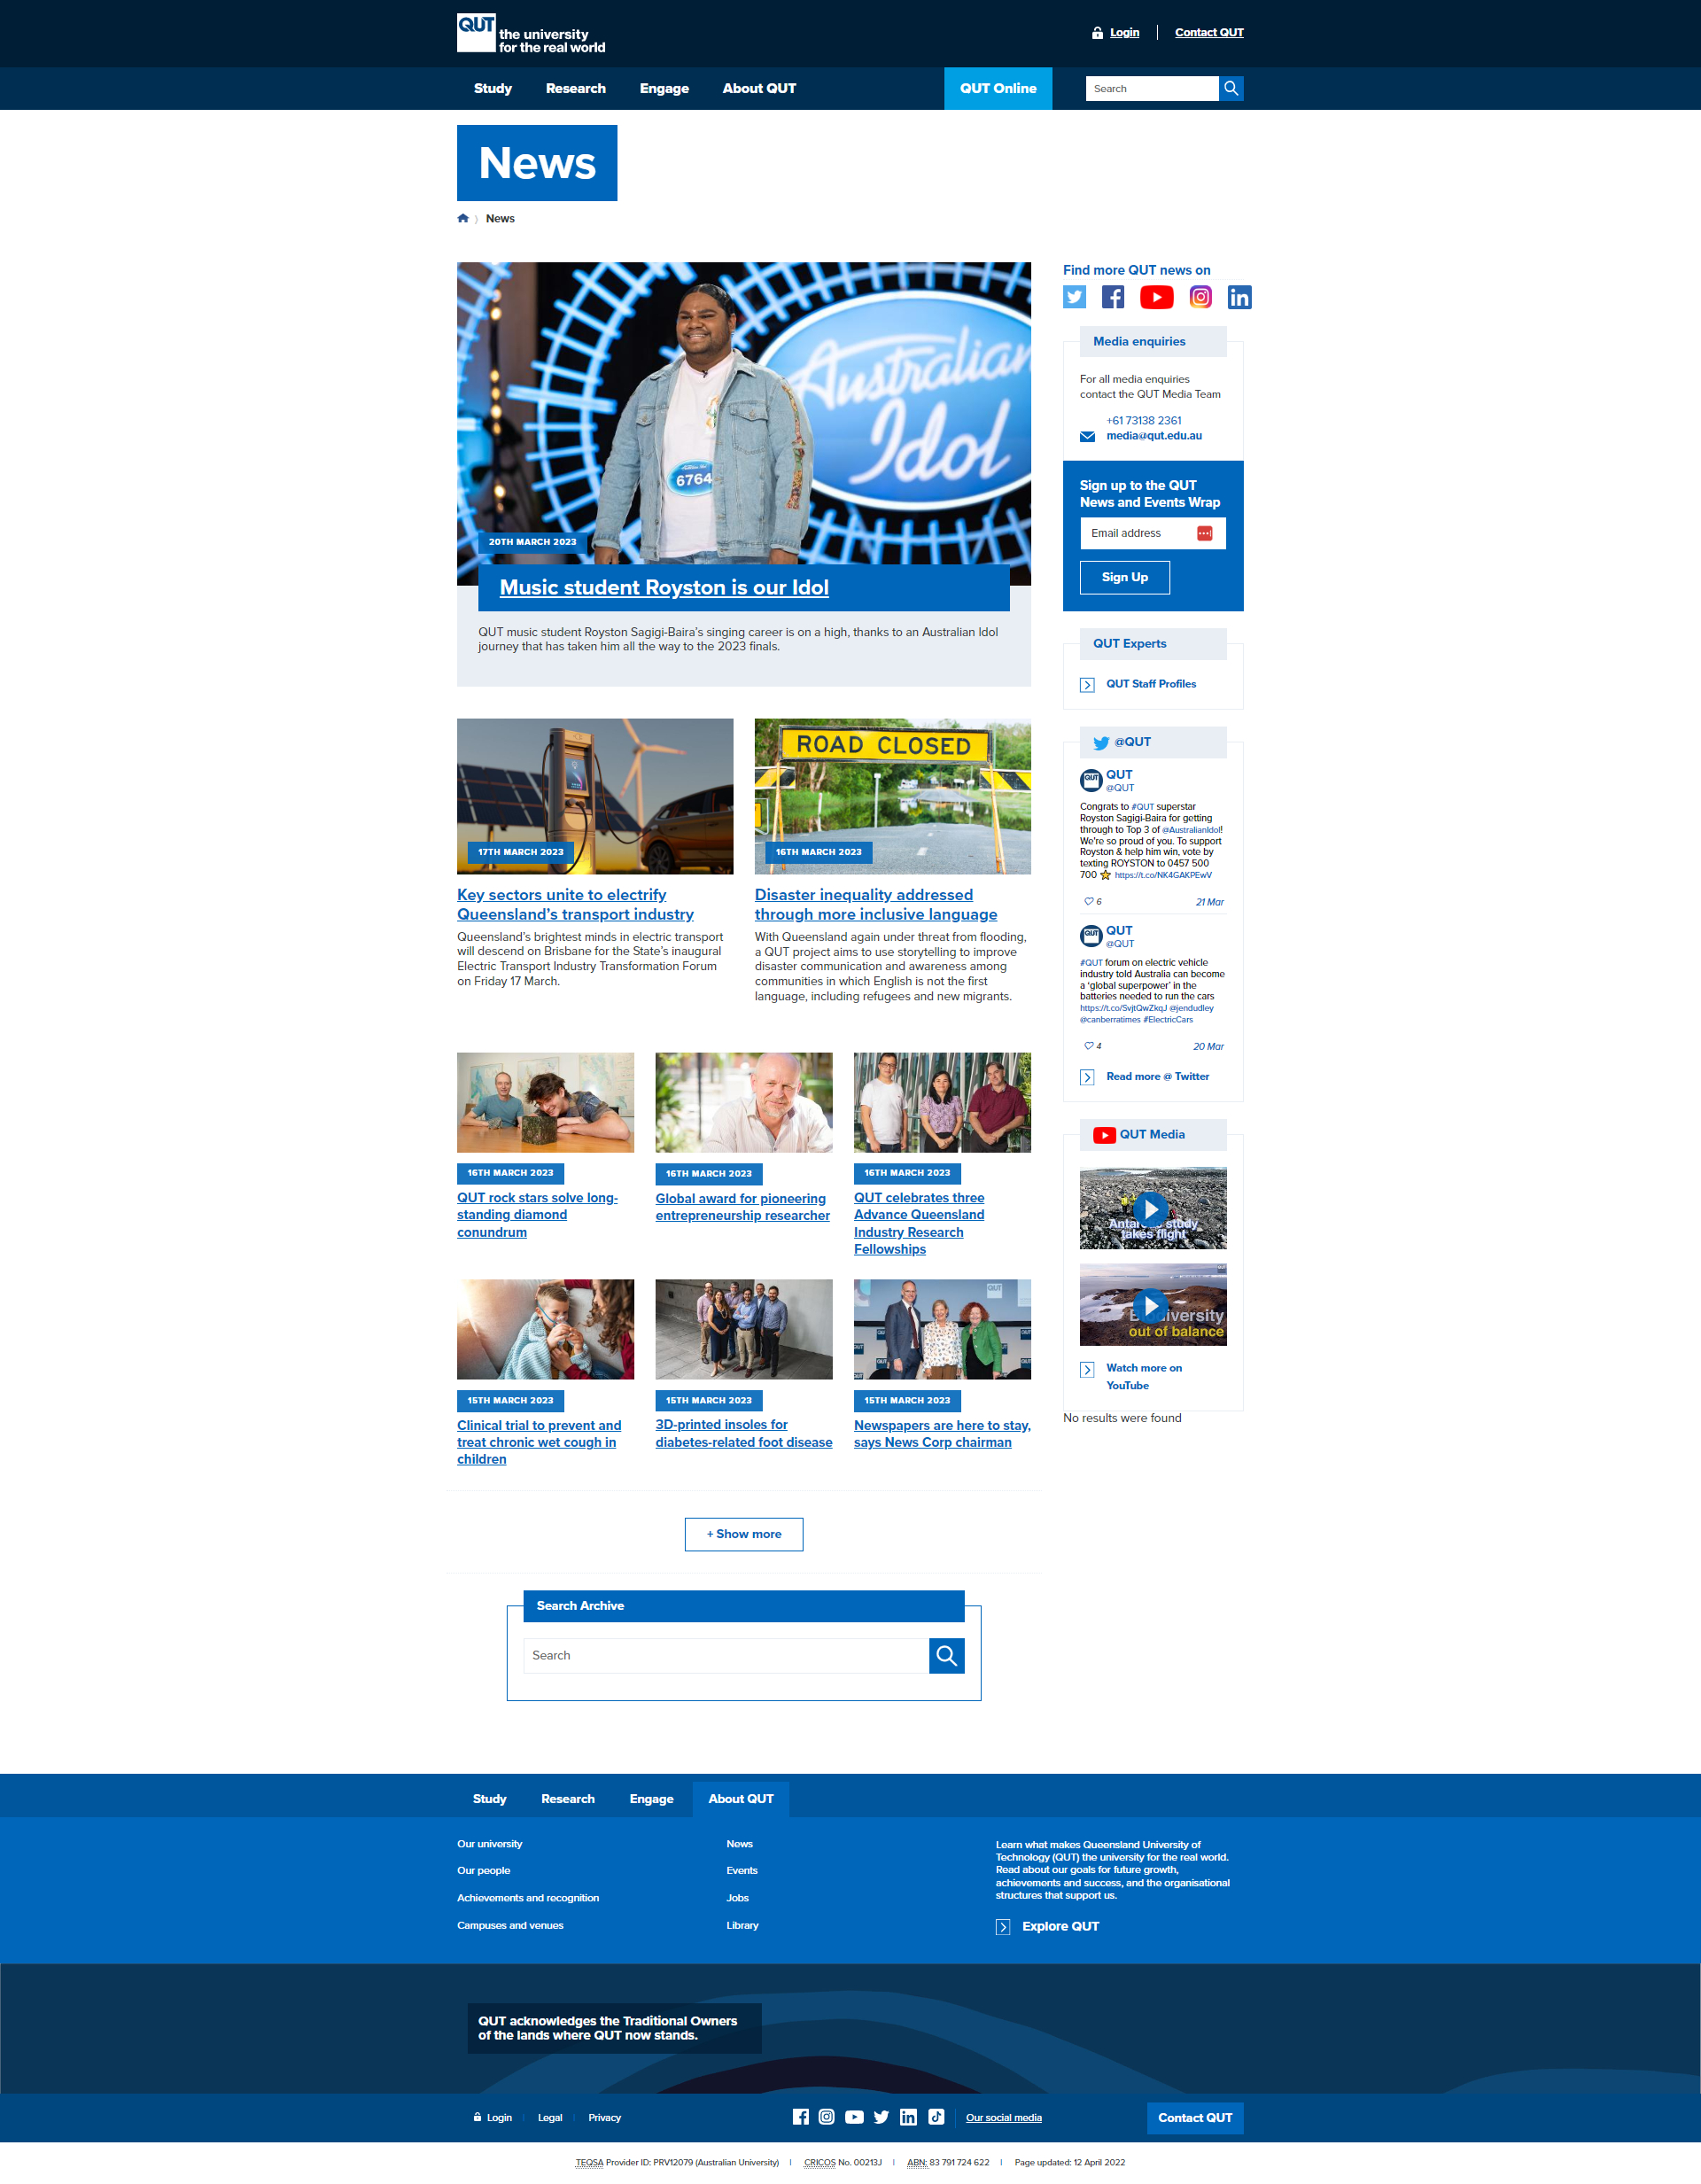 QUT
the university
for the real world
Login
Contact QUT
Study
Research
Engage
About QUT
QUT Online
Search
News
News
Australian
Idol
6764
20TH MARCH 2023
Music student Royston is our Idol
QUT music student Royston Sagigi-Baira's singing career is on a high, thanks to an Australian Idol
journey that has taken him all the way to the 2023 finals.
17TH MARCH 2023
Key sectors unite to electrify
Queensland's transport industry
Queensland's brightest minds in electric transport
will descend on Brisbane for the State's inaugural
Electric Transport Industry Transformation Forum
on Friday 17 March.
ROAD CLOSED
16TH MARCH 2023
Disaster inequality addressed
through more inclusive language
With Queensland again under threat from flooding,
a QUT project aims to use storytelling to improve
disaster communication and awareness among
communities in which English is not the first
language, including refugees and new migrants.
16TH MARCH 2023
QUT rock stars solve long-
standing diamond
conundrum
16TH MARCH 2023
Global award for pioneering
entrepreneurship researcher
16TH MARCH 2023
QUT celebrates three
Advance Queensland
Industry Research
Fellowships
15TH MARCH 2023
Clinical trial to prevent and
treat chronic wet cough in
children
15TH MARCH 2023
3D-printed insoles for
diabetes-related foot disease
QUT
15TH MARCH 2023
Newspapers are here to stay,
says News Corp chairman
+ Show more
Search Archive
Search
Find more QUT news on
Media enquiries
For all media enquiries
contact the QUT Media Team
+61 73138 2361
media@qut.edu.au
Sign up to the QUT
News and Events Wrap
Email address
Sign Up
QUT Experts
QUT Staff Profiles
@QUT
QUT
QUT
@QUT
Congrats to #QUT superstar
Royston Sagigi-Baira for getting
through to Top 3 of @AustralianIdol!
We're so proud of you. To support
Royston & help him win, vote by
texting ROYSTON to 0457 500
700 ⭐ https://t.co/NK4GAKPEwV
6
21 Mar
QUT
QUT
@QUT
#QUT forum on electric vehicle
industry told Australia can become
a 'global superpower' in the
batteries needed to run the cars
https://t.co/SvjtQwZkqJ @jendudley
@canberratimes #ElectricCars
4
20 Mar
Read more @ Twitter
QUT Media
study
takes flight
out of balance
Watch more on
YouTube
No results were found
Study
Research
Engage
About QUT
Our university
Our people
Achievements and recognition
Campuses and venues
News
Events
Jobs
Library
Learn what makes Queensland University of
Technology (QUT) the university for the real world.
Read about our goals for future growth,
achievements and success, and the organisational
structures that support us.
Explore QUT
QUT acknowledges the Traditional Owners
of the lands where QUT now stands.
Login
Legal
Privacy
Our social media
Contact QUT
TEQSA Provider ID: PRV12079 (Australian University) | CRICOS No. 00213J | ABN: 83 791 724 622 | Page updated: 12 April 2022